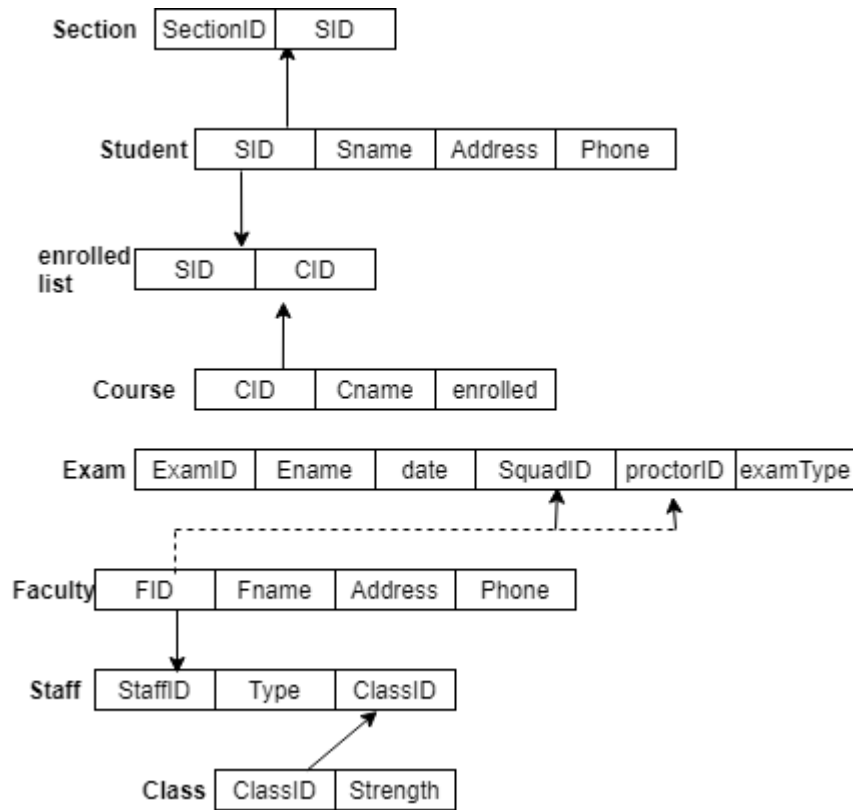 Section SectionID SID
Student SID Sname Address Phone
enrolled
list SID CID
Course CID Cname enrolled
Exam ExamID Ename date SquadID proctorID examType
Faculty FID Fname Address Phone
Staff StaffID Type ClassID
Class ClassID Strength